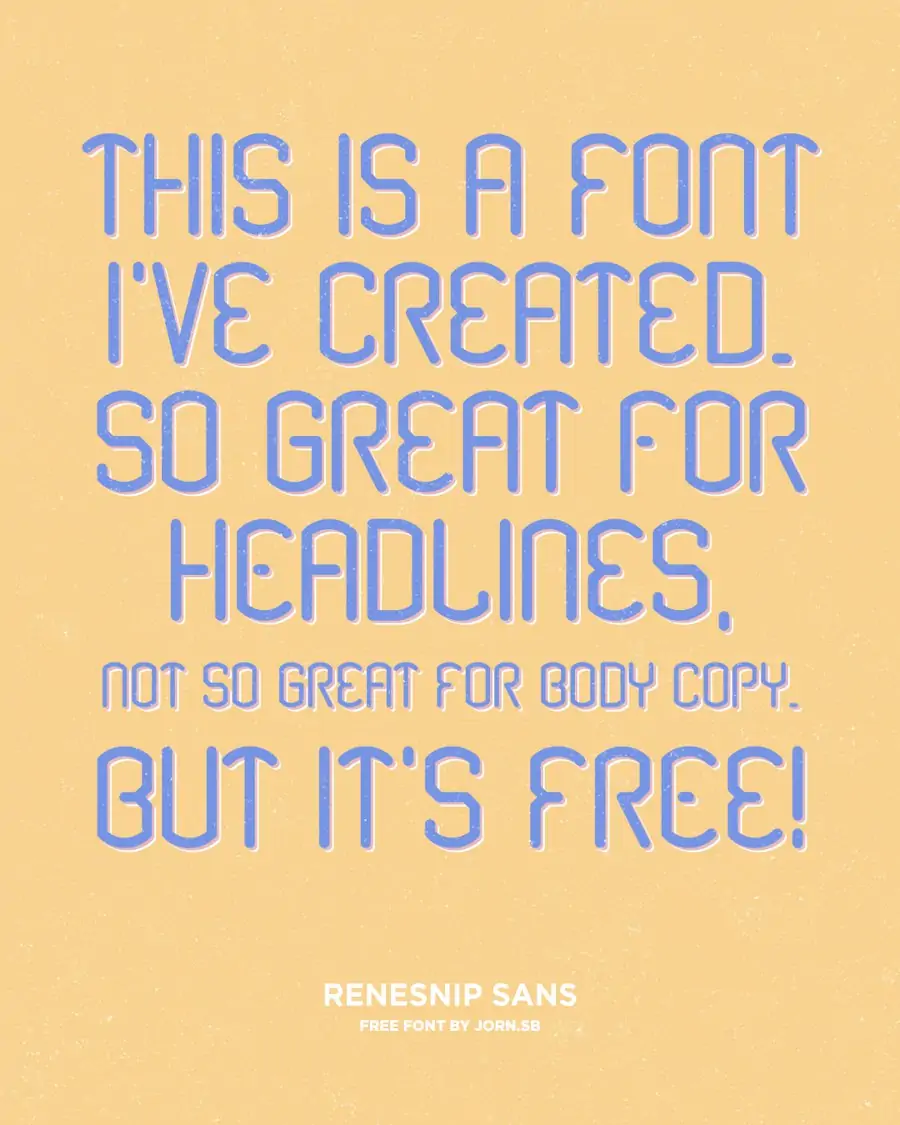 THIS IS A FONT
I'VE CREATED.
SO GREAT FOR
HEADLINES,
NOT SO GREAT FOR BODY COPY.
BUT IT'S FREE!
RENESNIP SANS
FREE FONT BY JORN.SB